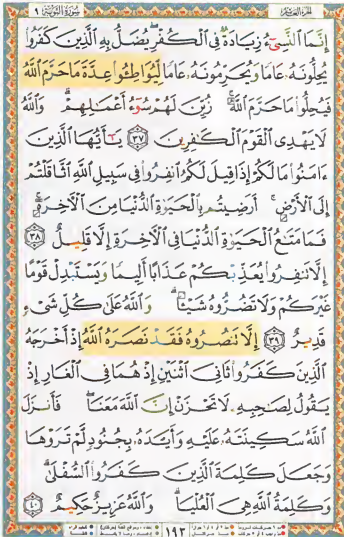 الجزء العاشر سورة التوبة ٩
إِنَّمَا ٱلنَّسِيٓءُ زِيَادَةٌ فِي ٱلْكُفْرِ يُضَلُّ بِهِ ٱلَّذِينَ كَفَرُوا۟
يُحِلُّونَهُۥ عَامًا وَيُحَرِّمُونَهُۥ عَامًا لِّيُوَاطِـُٔوا۟ عِدَّةَ مَا حَرَّمَ ٱللَّهُ
فَيُحِلُّوا۟ مَا حَرَّمَ ٱللَّهُ ۚ زُيِّنَ لَهُمْ سُوٓءُ أَعْمَـٰلِهِمْ ۗ وَٱللَّهُ
لَا يَهْدِى ٱلْقَوْمَ ٱلْكَـٰفِرِينَ ٣٧ يَـٰٓأَيُّهَا ٱلَّذِينَ
ءَامَنُوا۟ مَا لَكُمْ إِذَا قِيلَ لَكُمُ ٱنفِرُوا۟ فِى سَبِيلِ ٱللَّهِ ٱثَّاقَلْتُمْ
إِلَى ٱلْأَرْضِ ۚ أَرَضِيتُم بِٱلْحَيَوٰةِ ٱلدُّنْيَا مِنَ ٱلْـَٔاخِرَةِ ۚ
فَمَا مَتَـٰعُ ٱلْحَيَوٰةِ ٱلدُّنْيَا فِى ٱلْـَٔاخِرَةِ إِلَّا قَلِيلٌ ٣٨
إِلَّا تَنفِرُوا۟ يُعَذِّبْكُمْ عَذَابًا أَلِيمًا وَيَسْتَبْدِلْ قَوْمًا
غَيْرَكُمْ وَلَا تَضُرُّوهُ شَيْـًٔا ۗ وَٱللَّهُ عَلَىٰ كُلِّ شَىْءٍ
قَدِيرٌ ٣٩ إِلَّا تَنصُرُوهُ فَقَدْ نَصَرَهُ ٱللَّهُ إِذْ أَخْرَجَهُ
ٱلَّذِينَ كَفَرُوا۟ ثَانِىَ ٱثْنَيْنِ إِذْ هُمَا فِى ٱلْغَارِ إِذْ
يَقُولُ لِصَـٰحِبِهِۦ لَا تَحْزَنْ إِنَّ ٱللَّهَ مَعَنَا ۖ فَأَنزَلَ
ٱللَّهُ سَكِينَتَهُۥ عَلَيْهِ وَأَيَّدَهُۥ بِجُنُودٍ لَّمْ تَرَوْهَا
وَجَعَلَ كَلِمَةَ ٱلَّذِينَ كَفَرُوا۟ ٱلسُّفْلَىٰ ۗ
وَكَلِمَةُ ٱللَّهِ هِىَ ٱلْعُلْيَا ۗ وَٱللَّهُ عَزِيزٌ حَكِيمٌ ٤٠
١٩٣